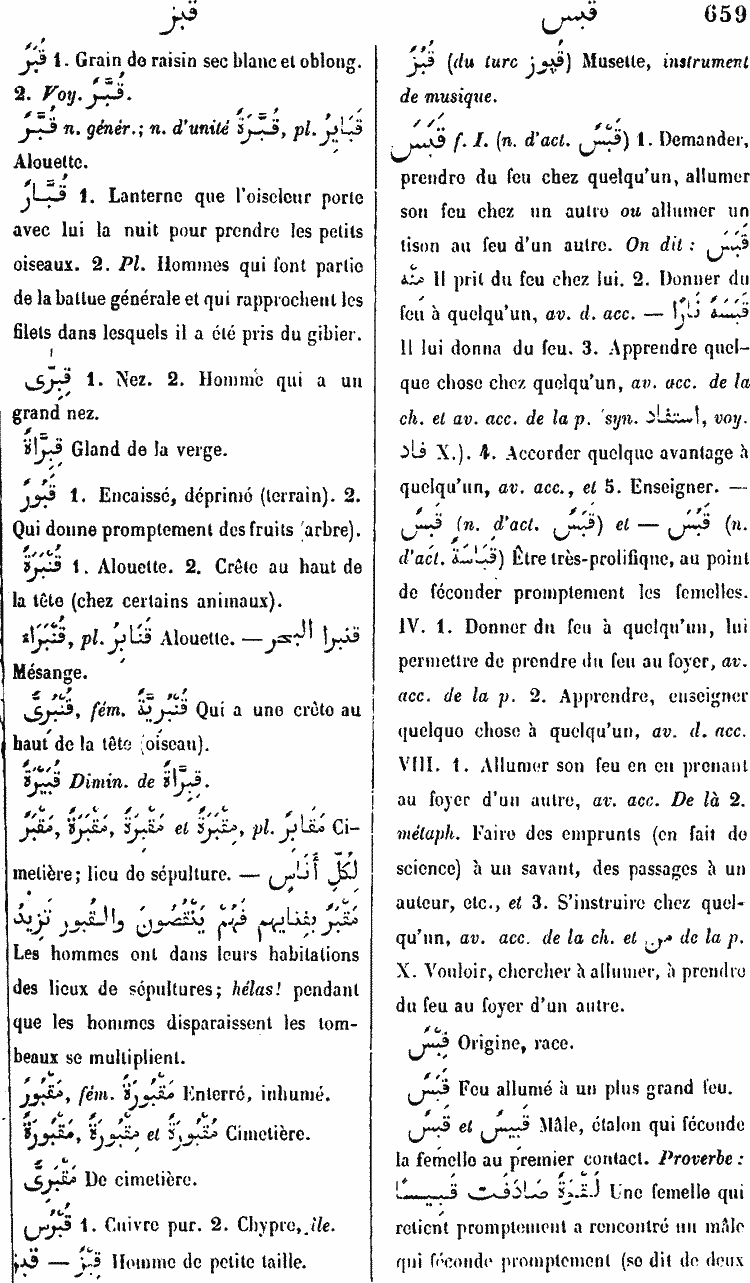 قبز
قبس 659
قُبَرٌ 1. Grain de raisin sec blanc et oblong.
2. Voy. قُبَّرٌ.
قُبَّرٌ n. génér.; n. d'unité قُبَّرَةٌ, pl. قَبَابِرُ
Alouette.
قُبَّارٌ 1. Lanterne que l'oiseleur porte
avec lui la nuit pour prendre les petits
oiseaux. 2. Pl. Hommes qui font partie
de la battue générale et qui rapprochent les
filets dans lesquels il a été pris du gibier.
قِبِرَّى 1. Nez. 2. Homme qui a un
grand nez.
قِبِرَّاةٌ Gland de la verge.
قَبُورٌ 1. Encaissé, déprimé (terrain). 2.
Qui donne promptement des fruits (arbre).
قُنْبُرَةٌ 1. Alouette. 2. Crête au haut de
la tête (chez certains animaux).
قُنْبَرَاءُ, pl. قَنَابِرُ Alouette. — قنبرا البحر
Mésange.
قُنْبُرِىٌّ, fém. قُنْبُرِيَّةٌ Qui a une crête au
haut de la tête (oiseau).
قُبَيْرَةٌ Dimin. de قِبِرَّاةٌ.
مَقْبَرٌ, مَقْبُرَةٌ, مَقْبِرَةٌ et مَقْبَرَةٌ, pl. مَقَابِرُ Ci-
metière; lieu de sépulture. — لِكُلِّ أُنَاسٍ
مَقْبَرٌ بِفِنَايِهِم فَهُمْ يَنْقُصُونَ وَالقُبور تَزِيدُ
Les hommes ont dans leurs habitations
des lieux de sépultures; hélas! pendant
que les hommes disparaissent les tom-
beaux se multiplient.
مَقْبُورٌ, fém. مَقْبُورَةٌ Enterré, inhumé.
مَقْبُورَةٌ, مَقْبُورَةٌ et مَقْبُورَةٌ Cimetière.
مَقْبَرِىٌّ De cimetière.
قُبْرُسٌ 1. Cuivre pur. 2. Chypre, île.
قبز — قِبْزٌ Homme de petite taille.
قُبُزٌ (du turc قپوز) Musette, instrument
de musique.
قَبَسَ f. I. (n. d'act. قَبْسٌ) 1. Demander,
prendre du feu chez quelqu'un, allumer
son feu chez un autre ou allumer un
tison au feu d'un autre. On dit: قَبَسَ
مِنْهُ Il prit du feu chez lui. 2. Donner du
feu à quelqu'un, av. d. acc. — قَبَسَهُ نَارًا
Il lui donna du feu. 3. Apprendre quel-
que chose chez quelqu'un, av. acc. de la
ch. et av. acc. de la p. (syn. استفاد, voy.
فاد X.). 4. Accorder quelque avantage à
quelqu'un, av. acc., et 5. Enseigner. —
قَبِسَ (n. d'act. قَبَسٌ) et — قَبُسَ (n.
d'act. قَبَاسَةٌ) Être très-prolifique, au point
de féconder promptement les femelles.
IV. 1. Donner du feu à quelqu'un, lui
permettre de prendre du feu au foyer, av.
acc. de la p. 2. Apprendre, enseigner
quelque chose à quelqu'un, av. d. acc.
VIII. 1. Allumer son feu en en prenant
au foyer d'un autre, av. acc. De là 2.
métaph. Faire des emprunts (en fait de
science) à un savant, des passages à un
auteur, etc., et 3. S'instruire chez quel-
qu'un, av. acc. de la ch. et من de la p.
X. Vouloir, chercher à allumer, à prendre
du feu au foyer d'un autre.
قِبْسٌ Origine, race.
قَبَسٌ Feu allumé à un plus grand feu.
قَبِسٌ et قَبِيسٌ Mâle, étalon qui féconde
la femelle au premier contact. Proverbe:
لَقْوَةٌ صَادَفَت قَبِيسًا Une femelle qui
retient promptement a rencontré un mâle
qui féconde promptement (se dit de deux